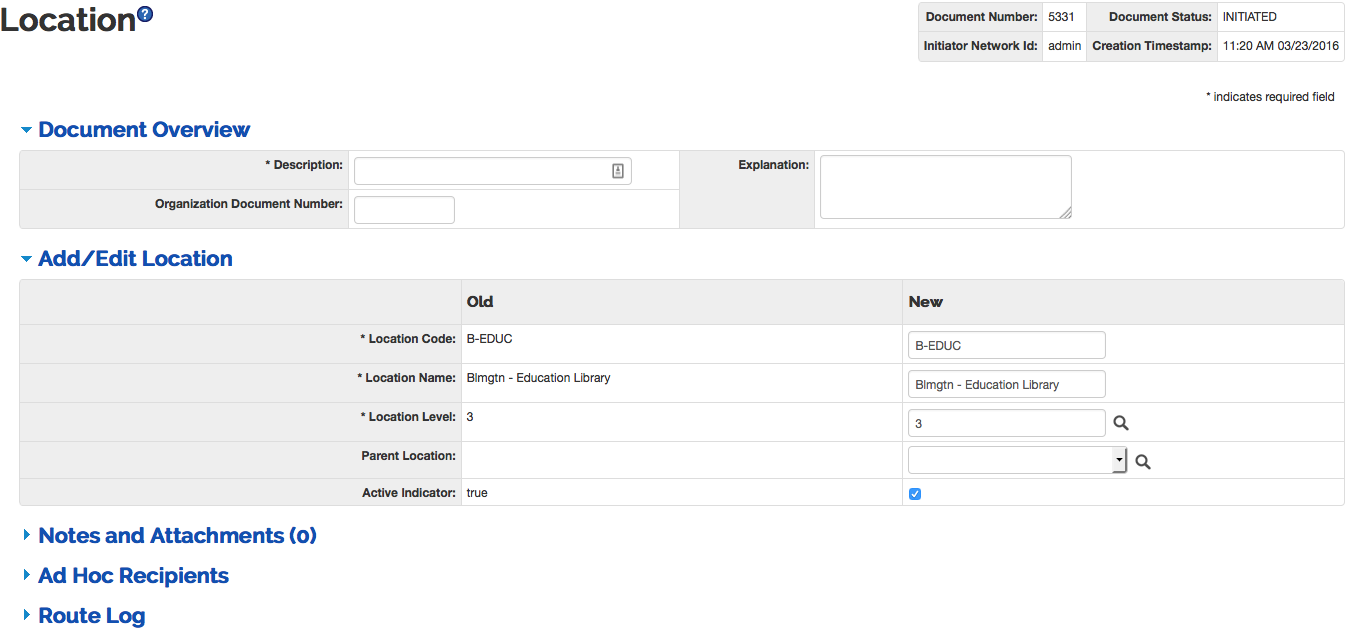 Location ?
Document Number: 5331 Document Status: INITIATED
Initiator Network Id: admin Creation Timestamp: 11:20 AM 03/23/2016
* indicates required field
Document Overview
* Description: Explanation:
Organization Document Number:
Add/Edit Location
Old New
* Location Code: B-EDUC B-EDUC
* Location Name: Blmgtn - Education Library Blmgtn - Education Library
* Location Level: 3 3
Parent Location:
Active Indicator: true
Notes and Attachments (0)
Ad Hoc Recipients
Route Log